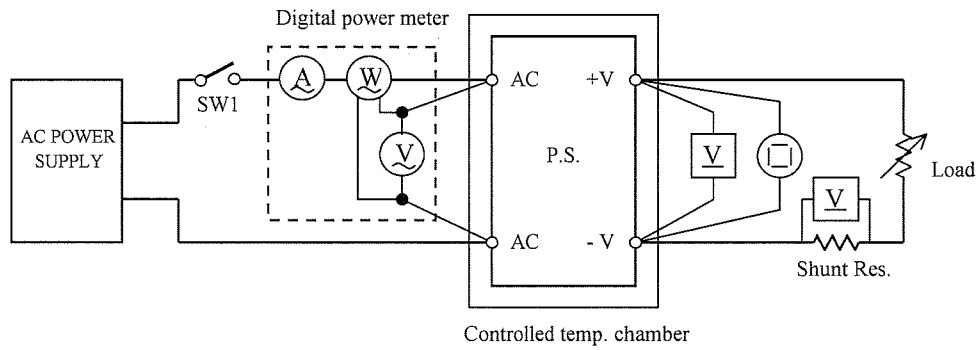 Digital power meter
AC POWER
SUPPLY
SW1
A
W
V
AC
+V
P.S.
AC
- V
V
V
Load
Shunt Res.
Controlled temp. chamber